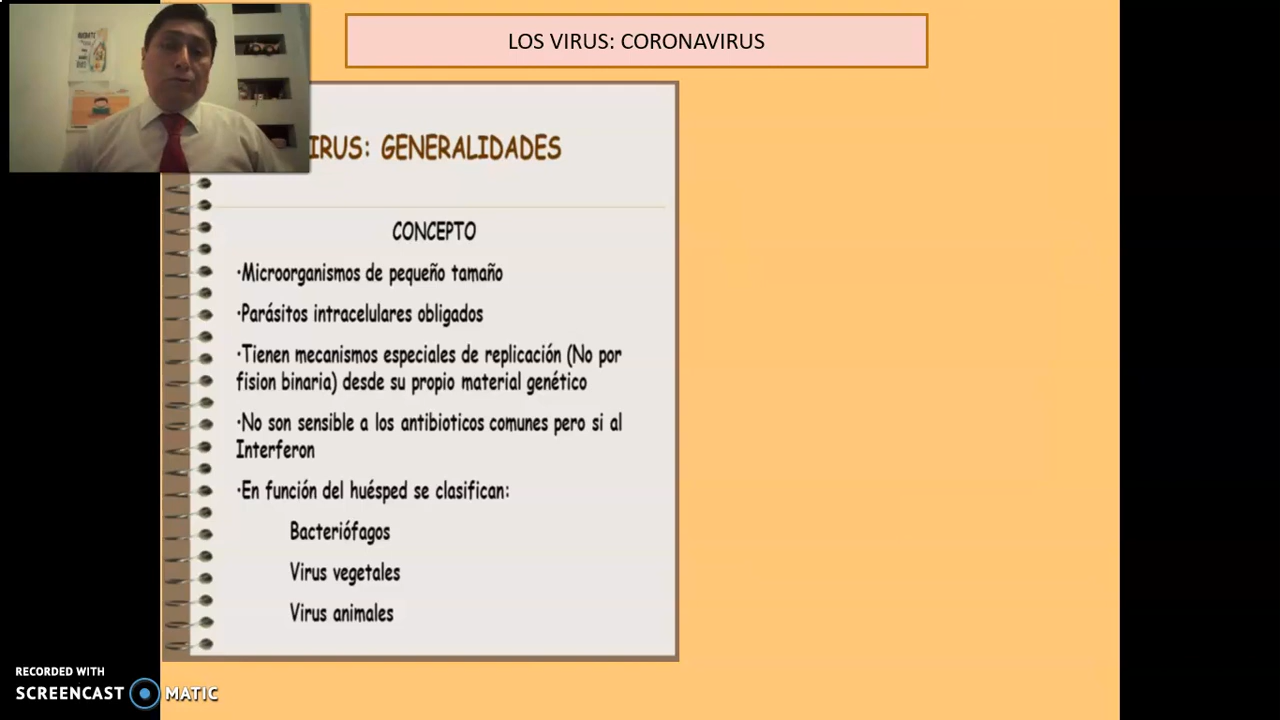 LOS VIRUS: CORONAVIRUS
IRUS: GENERALIDADES
CONCEPTO
·Microorganismos de pequeño tamaño
·Parásitos intracelulares obligados
·Tienen mecanismos especiales de replicación (No por
fision binaria) desde su propio material genético
·No son sensible a los antibioticos comunes pero si al
Interferon
·En función del huésped se clasifican:
Bacteriófagos
Virus vegetales
Virus animales
RECORDED WITH
SCREENCAST MATIC